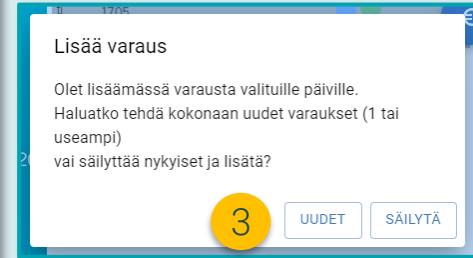 1705
€
Lisää varaus
Olet lisäämässä varausta valituille päiville.
Haluatko tehdä kokonaan uudet varaukset (1 tai
useampi)
vai säilyttää nykyiset ja lisätä?
3
UUDET
SÄILYTÄ